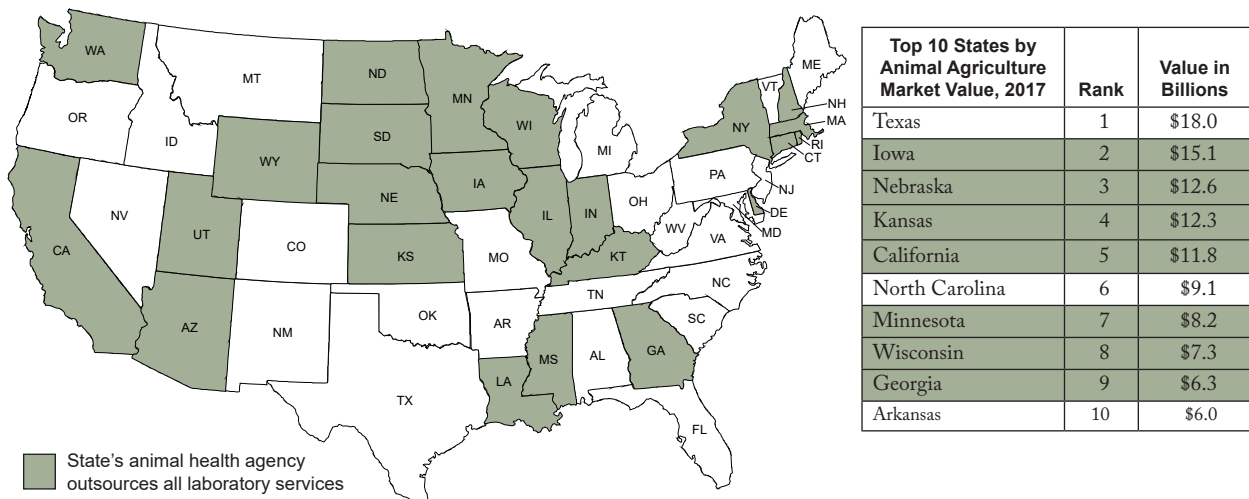 WA
MT
ND
MN
ME
VT
NH
MA
OR
ID
SD
WI
NY
RI
CT
WY
MI
IA
NE
PA
NJ
NV
UT
OH
IL
IN
DE
MD
CA
CO
WV
VA
KS
MO
KT
NC
TN
AZ
NM
OK
AR
SC
MS
AL
GA
LA
TX
FL
State's animal health agency
outsources all laboratory services
Top 10 States by
Animal Agriculture
Market Value, 2017
Rank
Value in
Billions
Texas 1 $18.0
Iowa 2 $15.1
Nebraska 3 $12.6
Kansas 4 $12.3
California 5 $11.8
North Carolina 6 $9.1
Minnesota 7 $8.2
Wisconsin 8 $7.3
Georgia 9 $6.3
Arkansas 10 $6.0